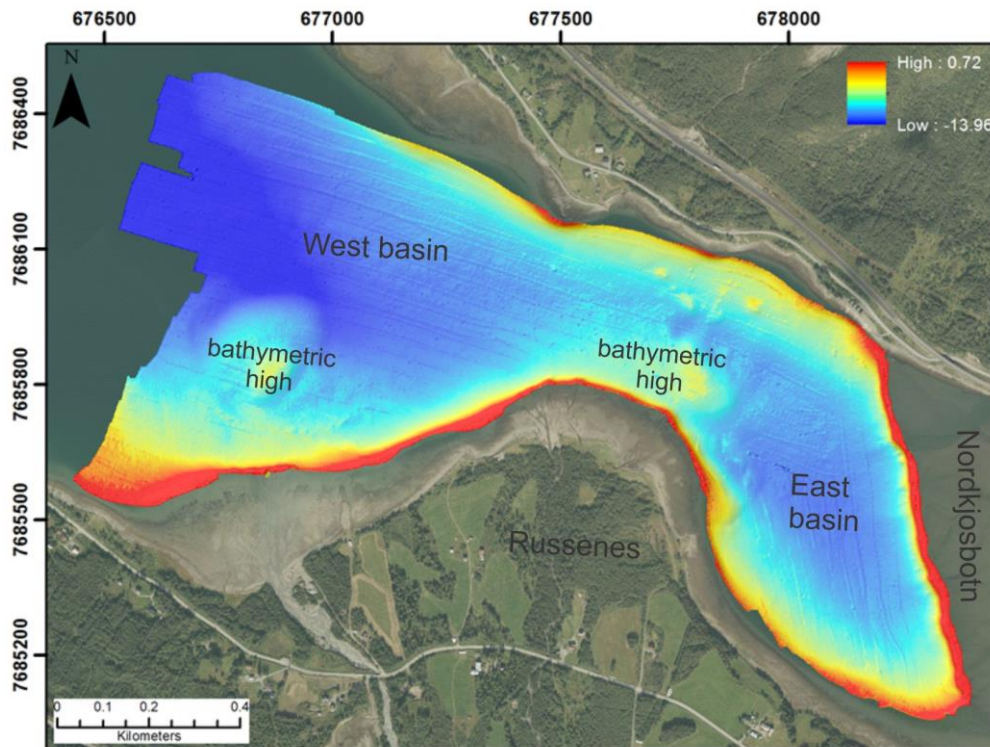 676500 677000 677500 678000
N
High : 0.72
Low : -13.96
7686400
7686100
7685800
7685500
7685200
West basin
bathymetric
high
bathymetric
high
East
basin
Nordkjosbotn
Russenes
0 0.1 0.2 0.4
Kilometers